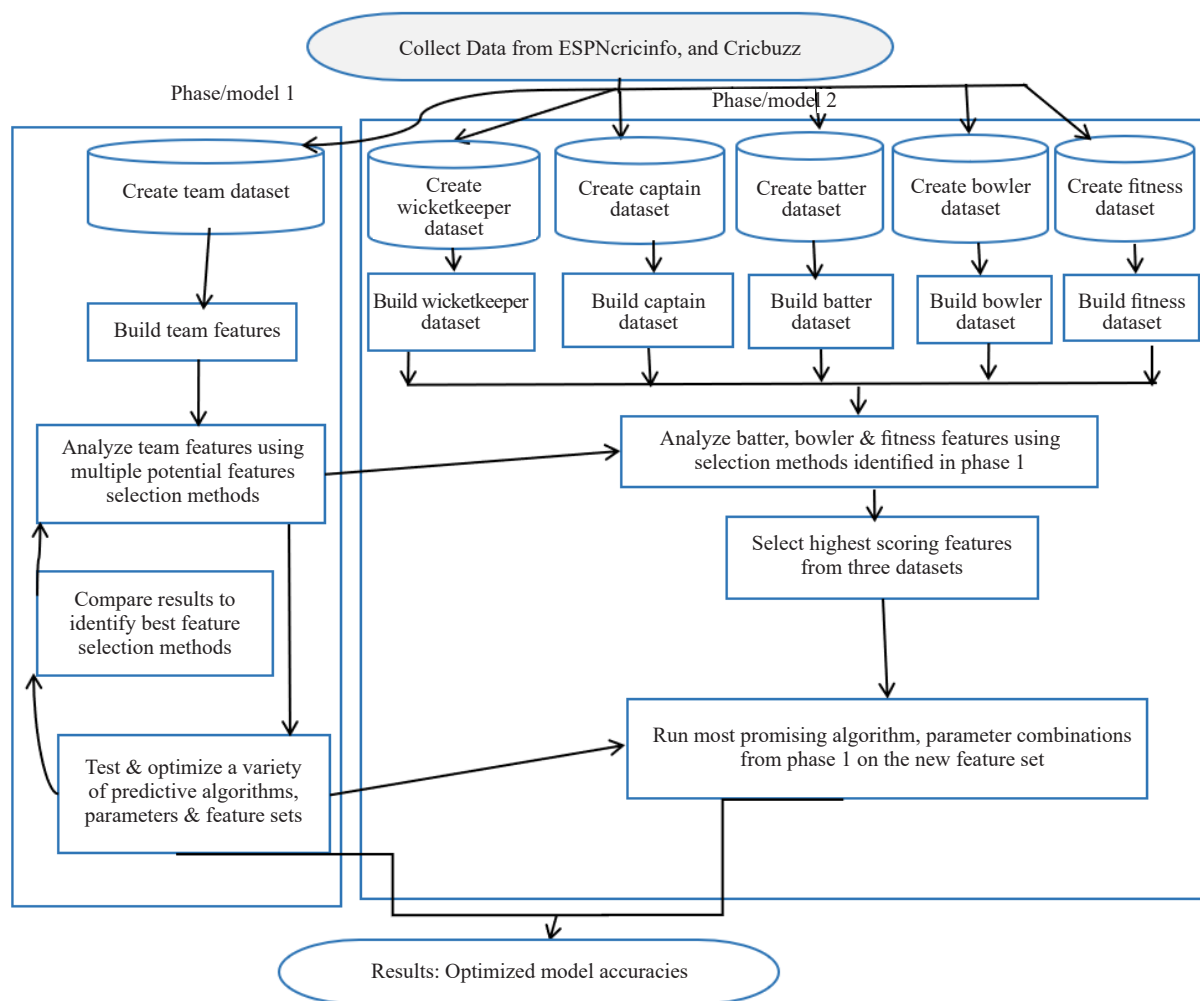 Collect Data from ESPNcricinfo, and Cricbuzz
Phase/model 1
Phase/model 2
Create team dataset
Create
wicketkeeper
dataset
Create captain
dataset
Create batter
dataset
Create bowler
dataset
Create fitness
dataset
Build team features
Build wicketkeeper
dataset
Build captain
dataset
Build batter
dataset
Build bowler
dataset
Build fitness
dataset
Analyze team features using
multiple potential features
selection methods
Analyze batter, bowler & fitness features using
selection methods identified in phase 1
Select highest scoring features
from three datasets
Compare results to
identify best feature
selection methods
Test & optimize a variety
of predictive algorithms,
parameters & feature sets
Run most promising algorithm, parameter combinations
from phase 1 on the new feature set
Results: Optimized model accuracies